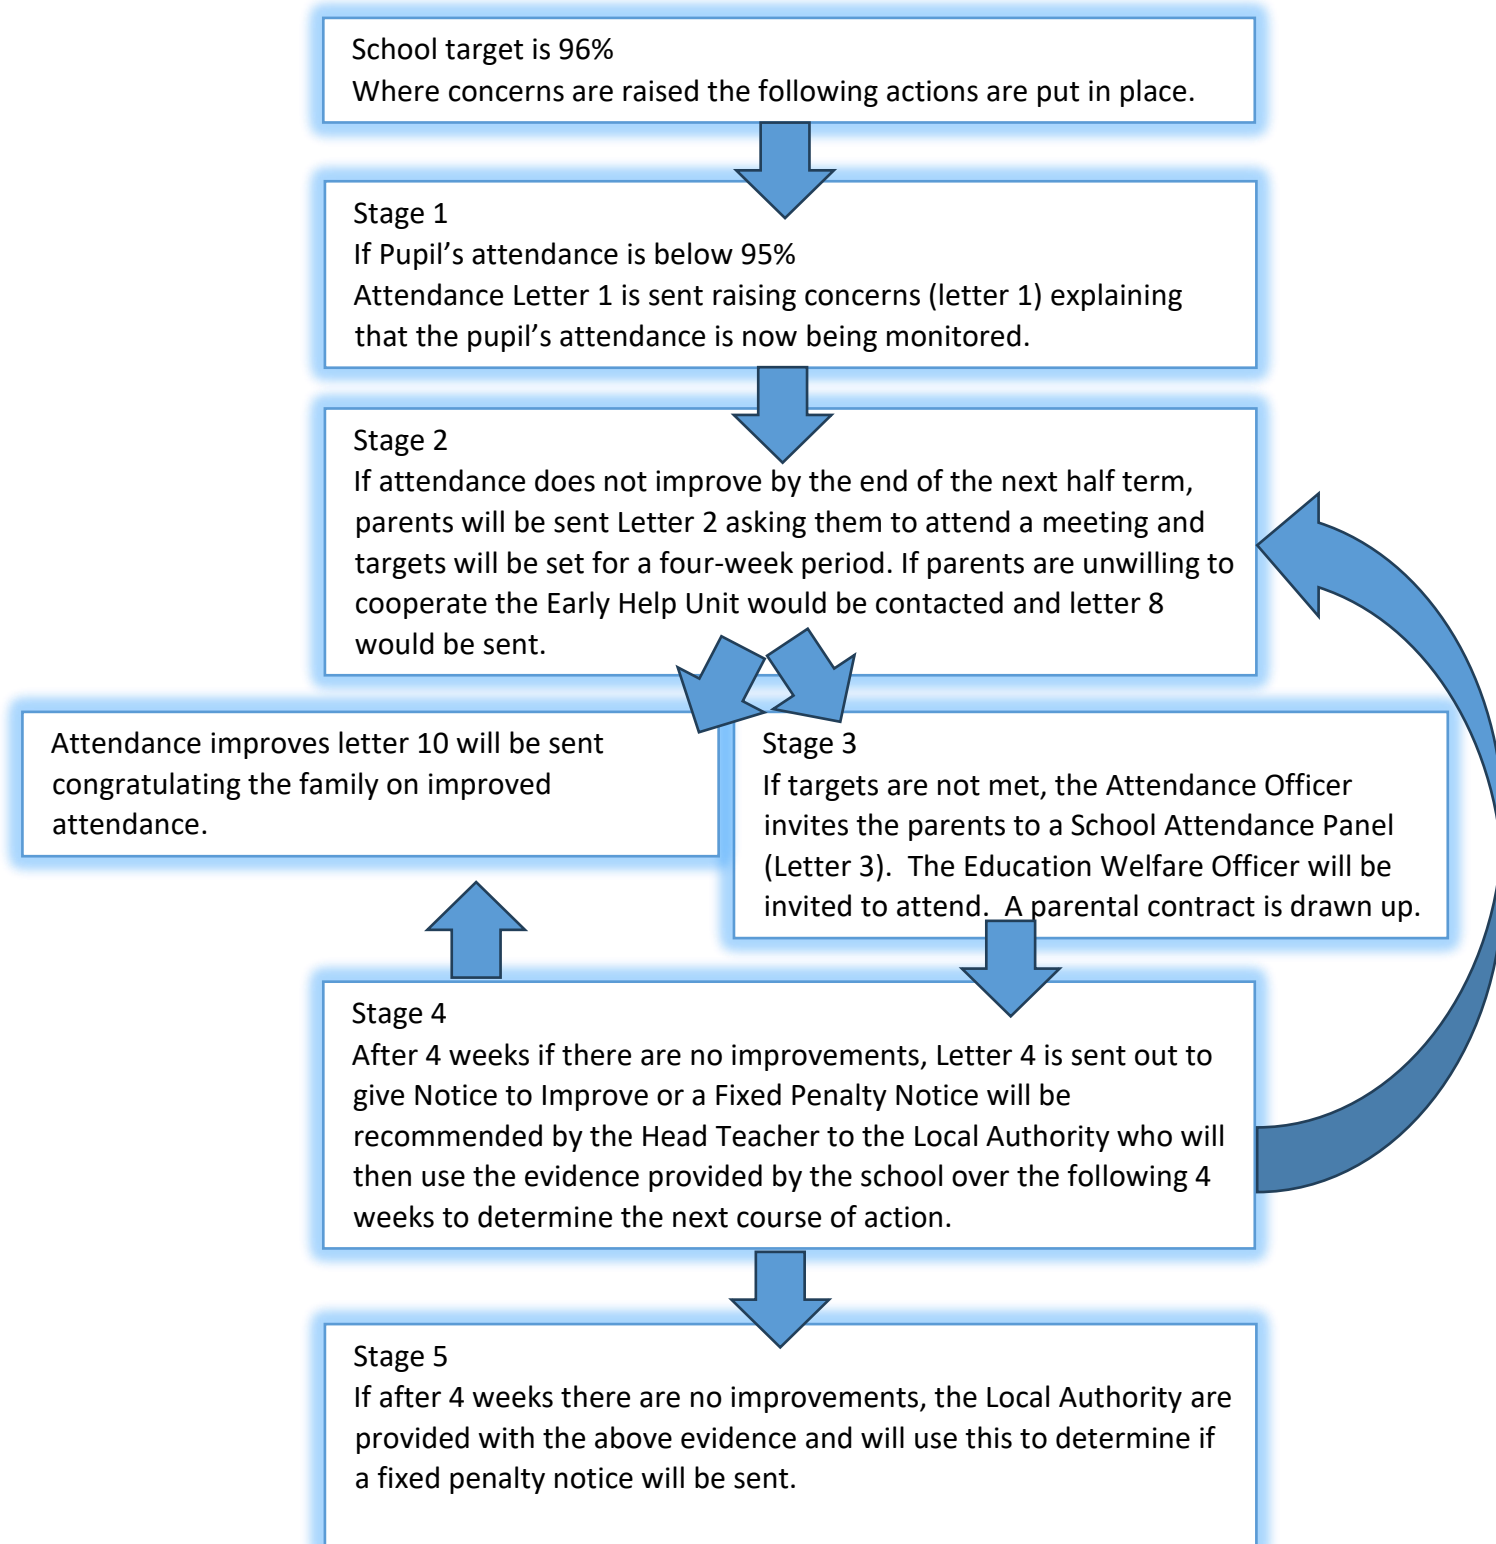 School target is 96%
Where concerns are raised the following actions are put in place.
Stage 1
If Pupil’s attendance is below 95%
Attendance Letter 1 is sent raising concerns (letter 1) explaining
that the pupil’s attendance is now being monitored.
Stage 2
If attendance does not improve by the end of the next half term,
parents will be sent Letter 2 asking them to attend a meeting and
targets will be set for a four-week period. If parents are unwilling to
cooperate the Early Help Unit would be contacted and letter 8
would be sent.
Attendance improves letter 10 will be sent
congratulating the family on improved
attendance.
Stage 3
If targets are not met, the Attendance Officer
invites the parents to a School Attendance Panel
(Letter 3).  The Education Welfare Officer will be
invited to attend.  A parental contract is drawn up.
Stage 4
After 4 weeks if there are no improvements, Letter 4 is sent out to
give Notice to Improve or a Fixed Penalty Notice will be
recommended by the Head Teacher to the Local Authority who will
then use the evidence provided by the school over the following 4
weeks to determine the next course of action.
Stage 5
If after 4 weeks there are no improvements, the Local Authority are
provided with the above evidence and will use this to determine if
a fixed penalty notice will be sent.